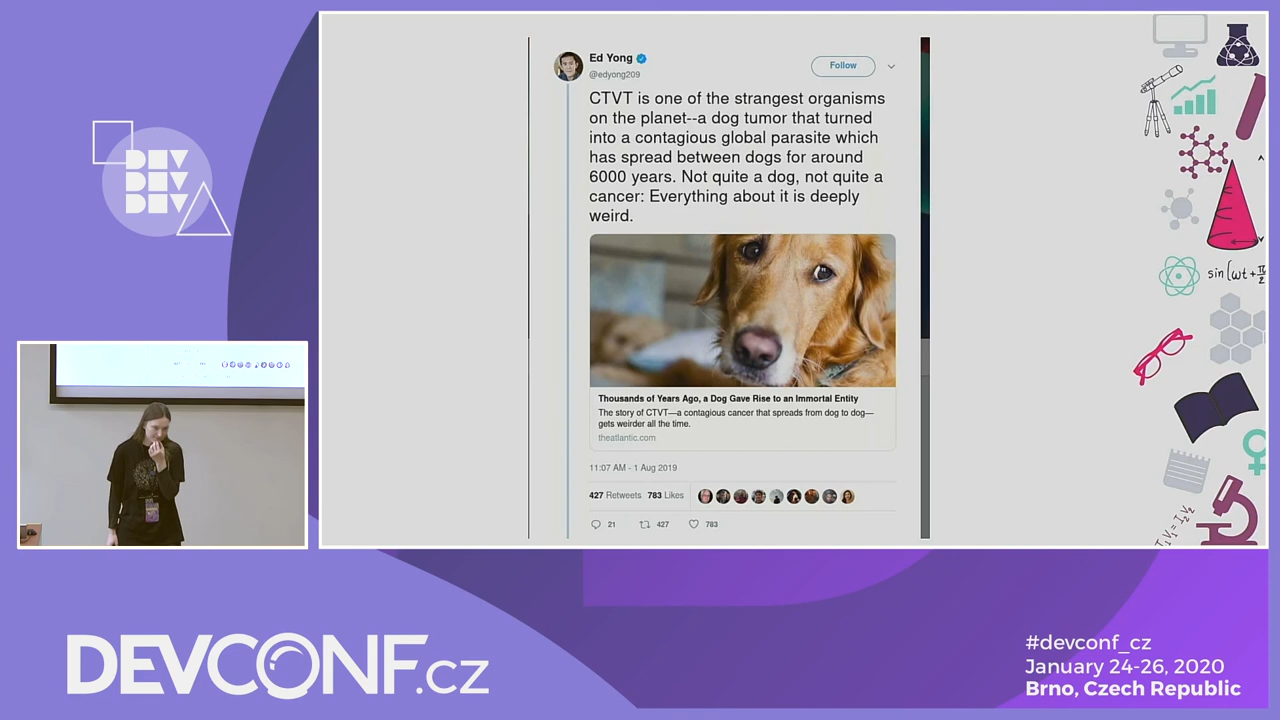 DEV
DEV
DEV
Ed Yong
@edyong209
Follow
CTVT is one of the strangest organisms
on the planet--a dog tumor that turned
into a contagious global parasite which
has spread between dogs for around
6000 years. Not quite a dog, not quite a
cancer: Everything about it is deeply
weird.
Thousands of Years Ago, a Dog Gave Rise to an Immortal Entity
The story of CTVT—a contagious cancer that spreads from dog to dog—
gets weirder all the time.
theatlantic.com
11:07 AM - 1 Aug 2019
427 Retweets 783 Likes
21 427 783
sin(ωt+π/2
T₁V₁=T₂V₂
DEVCONF.cz
#devconf_cz
January 24-26, 2020
Brno, Czech Republic